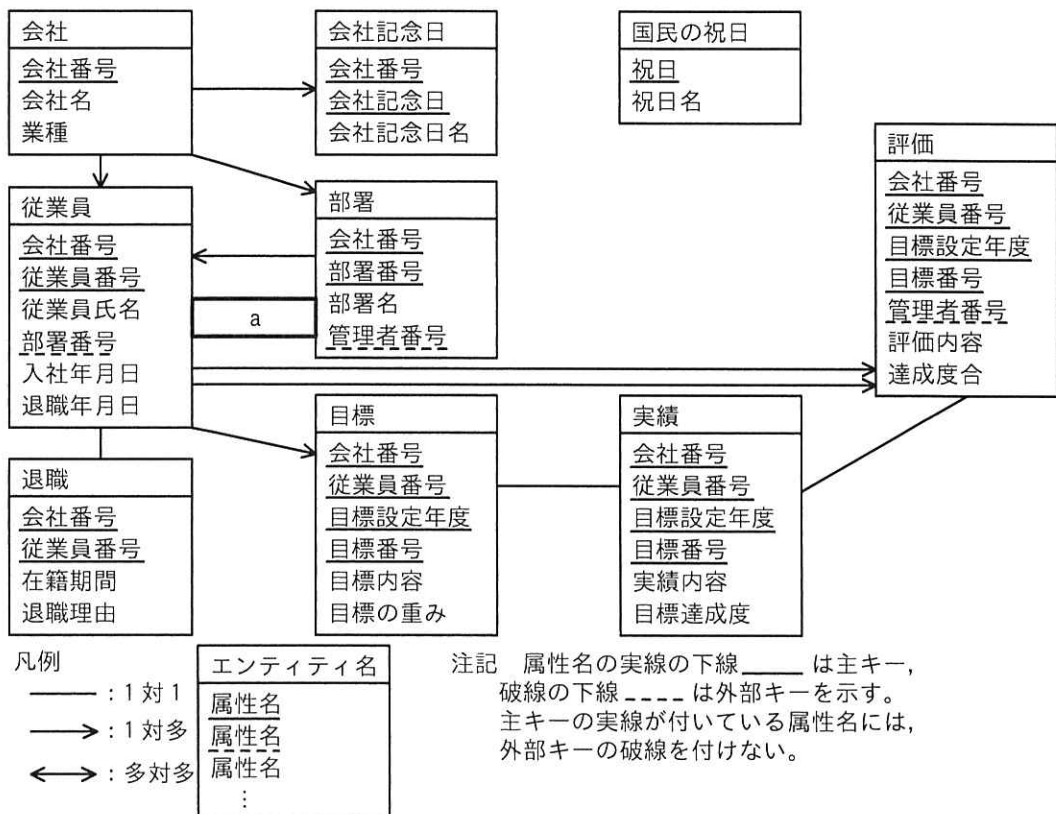 会社
会社番号
会社名
業種
会社記念日
会社番号
会社記念日
会社記念日名
国民の祝日
祝日
祝日名
評価
会社番号
従業員番号
目標設定年度
目標番号
管理者番号
評価内容
達成度合
従業員
会社番号
従業員番号
従業員氏名
部署番号
入社年月日
退職年月日
a
部署
会社番号
部署番号
部署名
管理者番号
退職
会社番号
従業員番号
在籍期間
退職理由
目標
会社番号
従業員番号
目標設定年度
目標番号
目標内容
目標の重み
実績
会社番号
従業員番号
目標設定年度
目標番号
実績内容
目標達成度
凡例
:1対1
:1対多
:多対多
エンティティ名
属性名
属性名
属性名
⋮
注記 属性名の実線の下線____は主キー,
破線の下線----は外部キーを示す。
主キーの実線が付いている属性名には,
外部キーの破線を付けない。